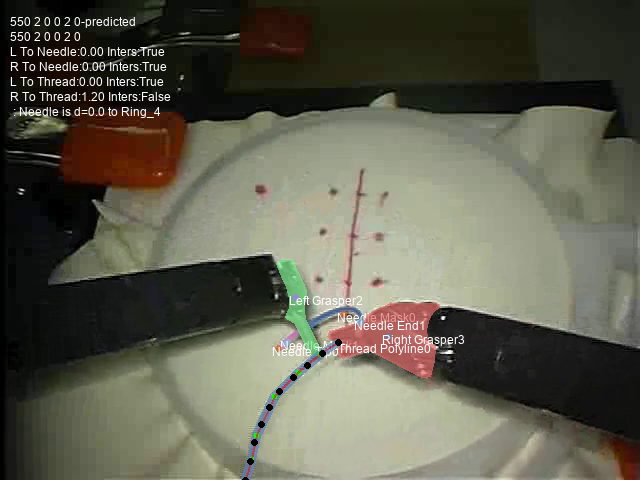 550 2 0 0 2 0-predicted
550 2 0 0 2 0
L To Needle:0.00 Inters:True
R To Needle:0.00 Inters:True
L To Thread:0.00 Inters:True
R To Thread:1.20 Inters:False
: Needle is d=0.0 to Ring_4
Left Grasper2
Needle Mask0
Needle End1
Right Grasper3
Needle
Needle
Thread Polyline0